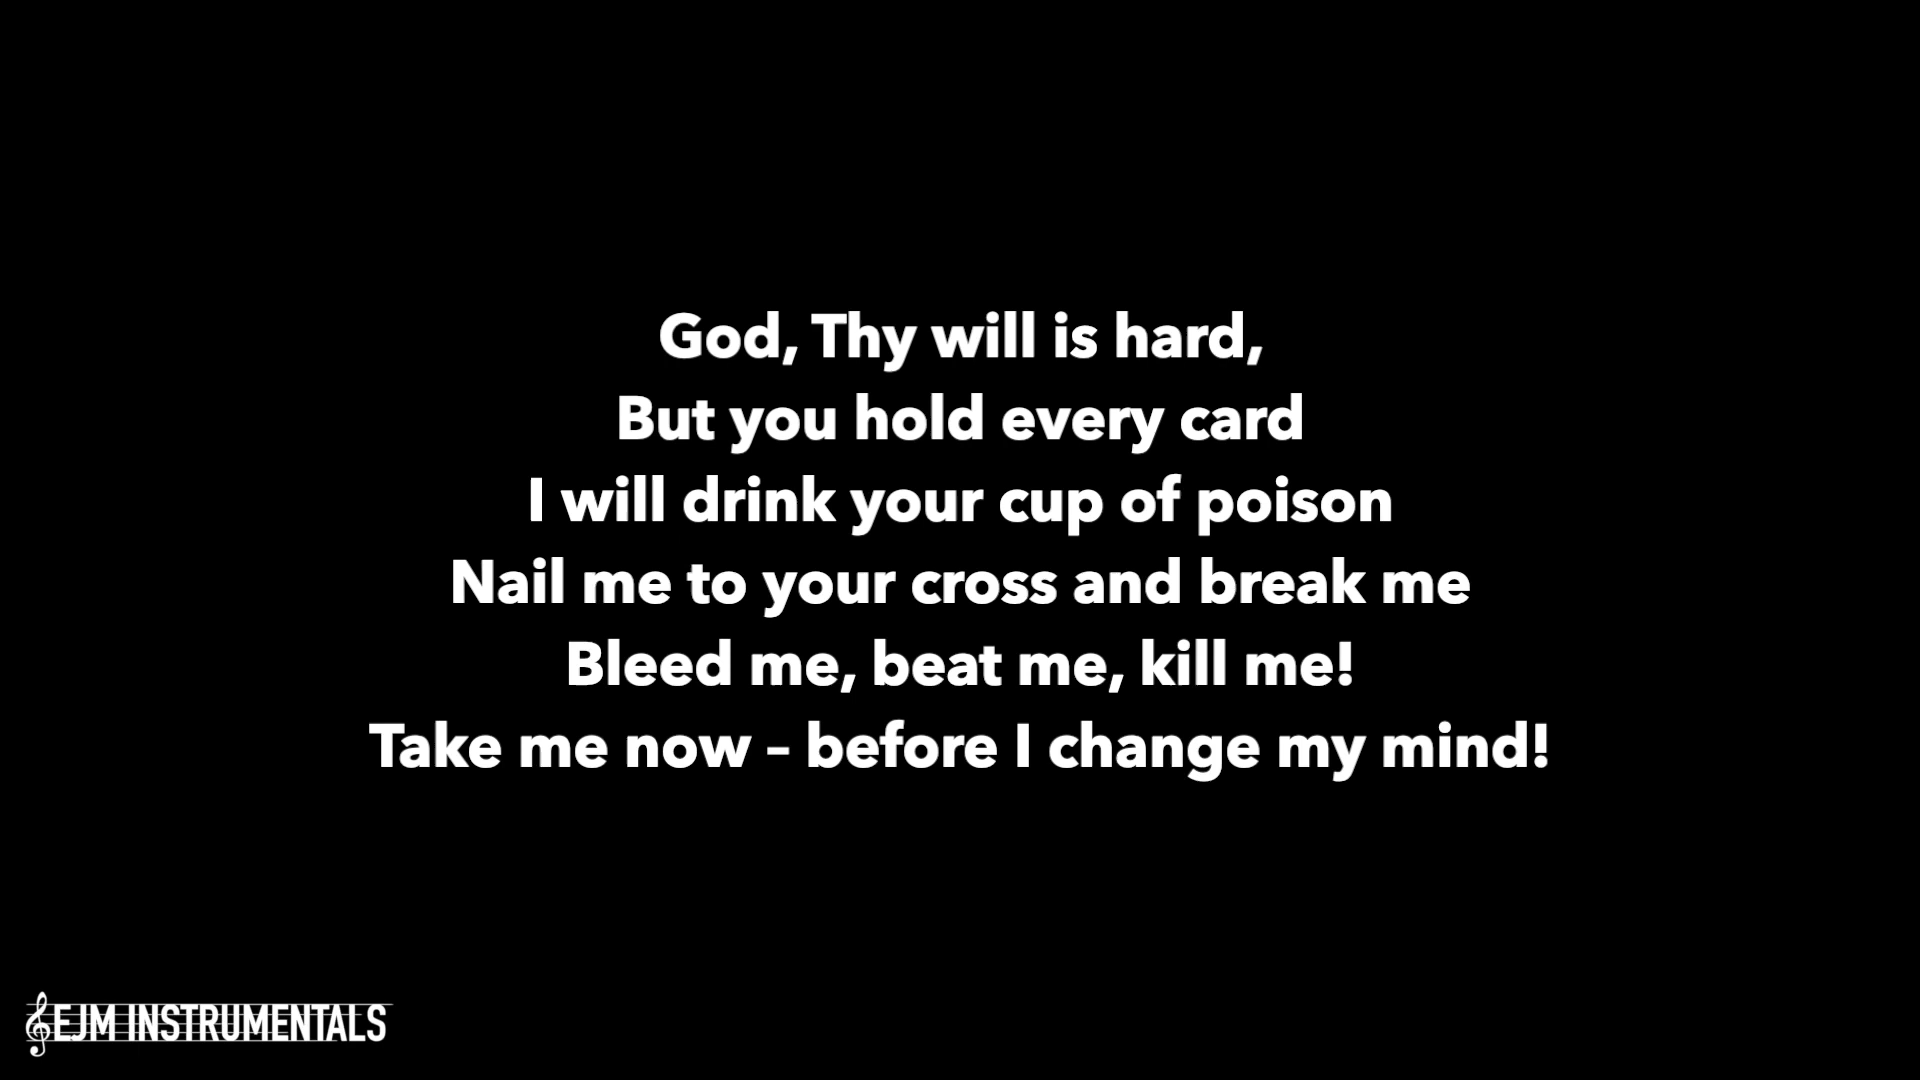 God, Thy will is hard,
But you hold every card
I will drink your cup of poison
Nail me to your cross and break me
Bleed me, beat me, kill me!
Take me now – before I change my mind!
EJM INSTRUMENTALS